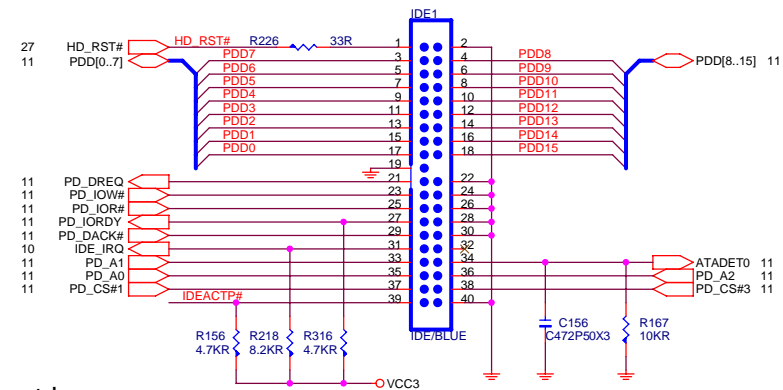 IDE1
27 HD_RST# HD_RST# R226 33R 1 2
11 PDD[0..7] PDD7 3 4 PDD8 PDD[8..15] 11
PDD6 5 6 PDD9
PDD5 7 8 PDD10
PDD4 9 10 PDD11
PDD3 11 12 PDD12
PDD2 13 14 PDD13
PDD1 15 16 PDD14
PDD0 17 18 PDD15
19
11 PD_DREQ 21 22
11 PD_IOW# 23 24
11 PD_IOR# 25 26
11 PD_IORDY 27 28
11 PD_DACK# 29 30
10 IDE_IRQ 31 32
11 PD_A1 33 34 ATADET0 11
11 PD_A0 35 36 PD_A2 11
11 PD_CS#1 37 38 PD_CS#3 11
IDEACTP# 39 40
IDE/BLUE
R156 R218 R316 C156 R167
4.7KR 8.2KR 4.7KR C472P50X3 10KR
VCC3